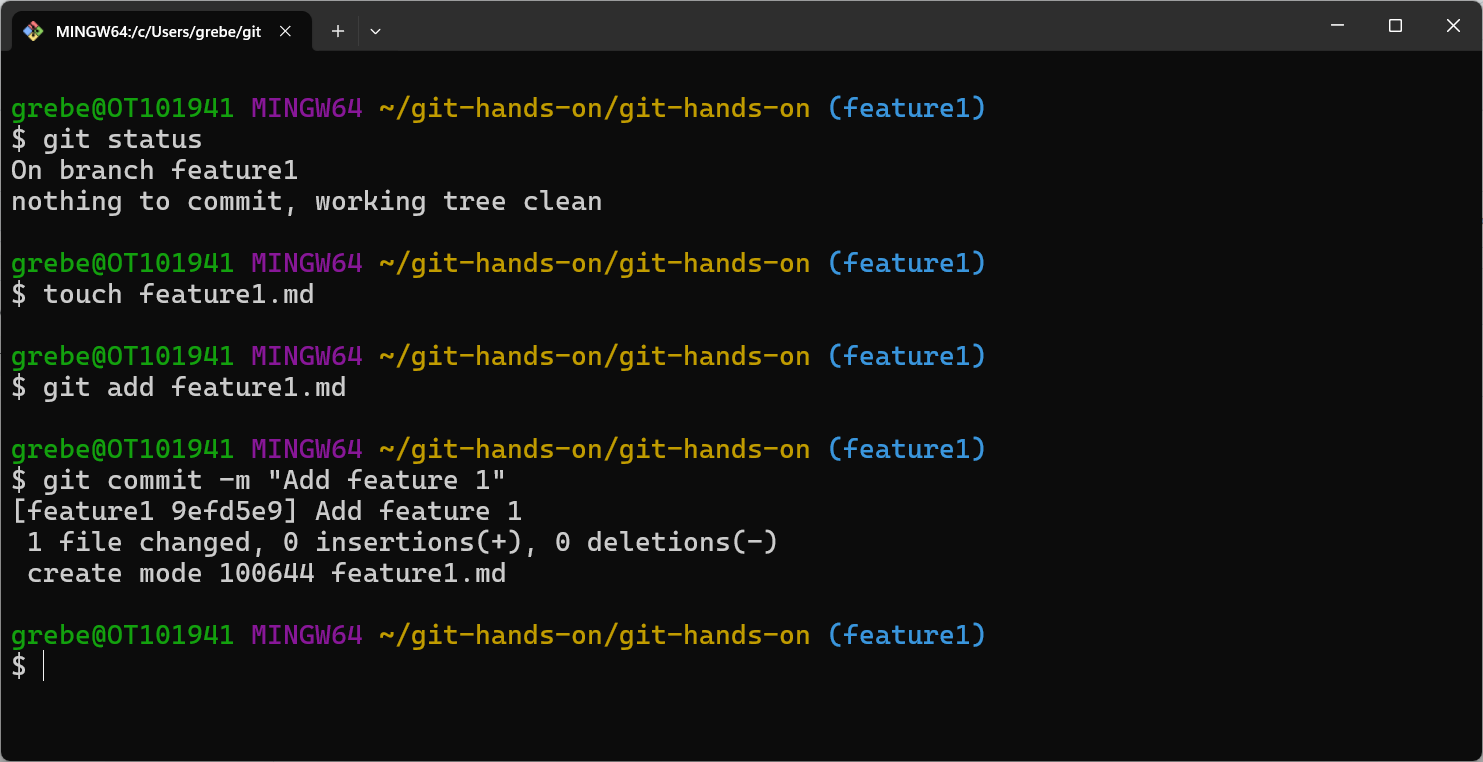 MINGW64:/c/Users/grebe/git
grebe@OT101941 MINGW64 ~/git-hands-on/git-hands-on (feature1)
$ git status
On branch feature1
nothing to commit, working tree clean
grebe@OT101941 MINGW64 ~/git-hands-on/git-hands-on (feature1)
$ touch feature1.md
grebe@OT101941 MINGW64 ~/git-hands-on/git-hands-on (feature1)
$ git add feature1.md
grebe@OT101941 MINGW64 ~/git-hands-on/git-hands-on (feature1)
$ git commit -m "Add feature 1"
[feature1 9efd5e9] Add feature 1
 1 file changed, 0 insertions(+), 0 deletions(-)
 create mode 100644 feature1.md
grebe@OT101941 MINGW64 ~/git-hands-on/git-hands-on (feature1)
$